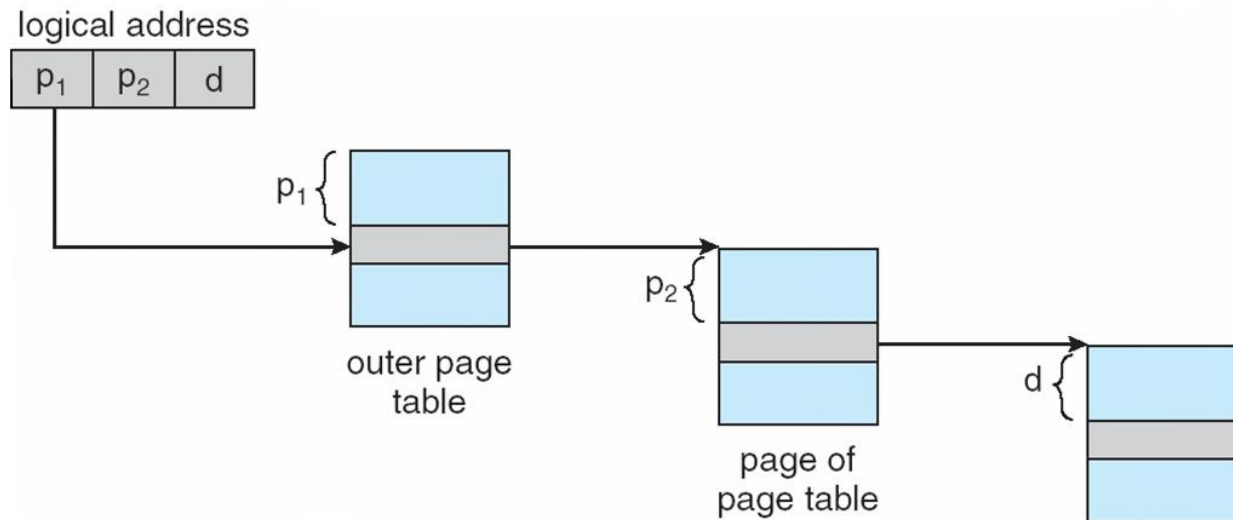 logical address
p₁ p₂ d
p₁
outer page
table
p₂
page of
page table
d